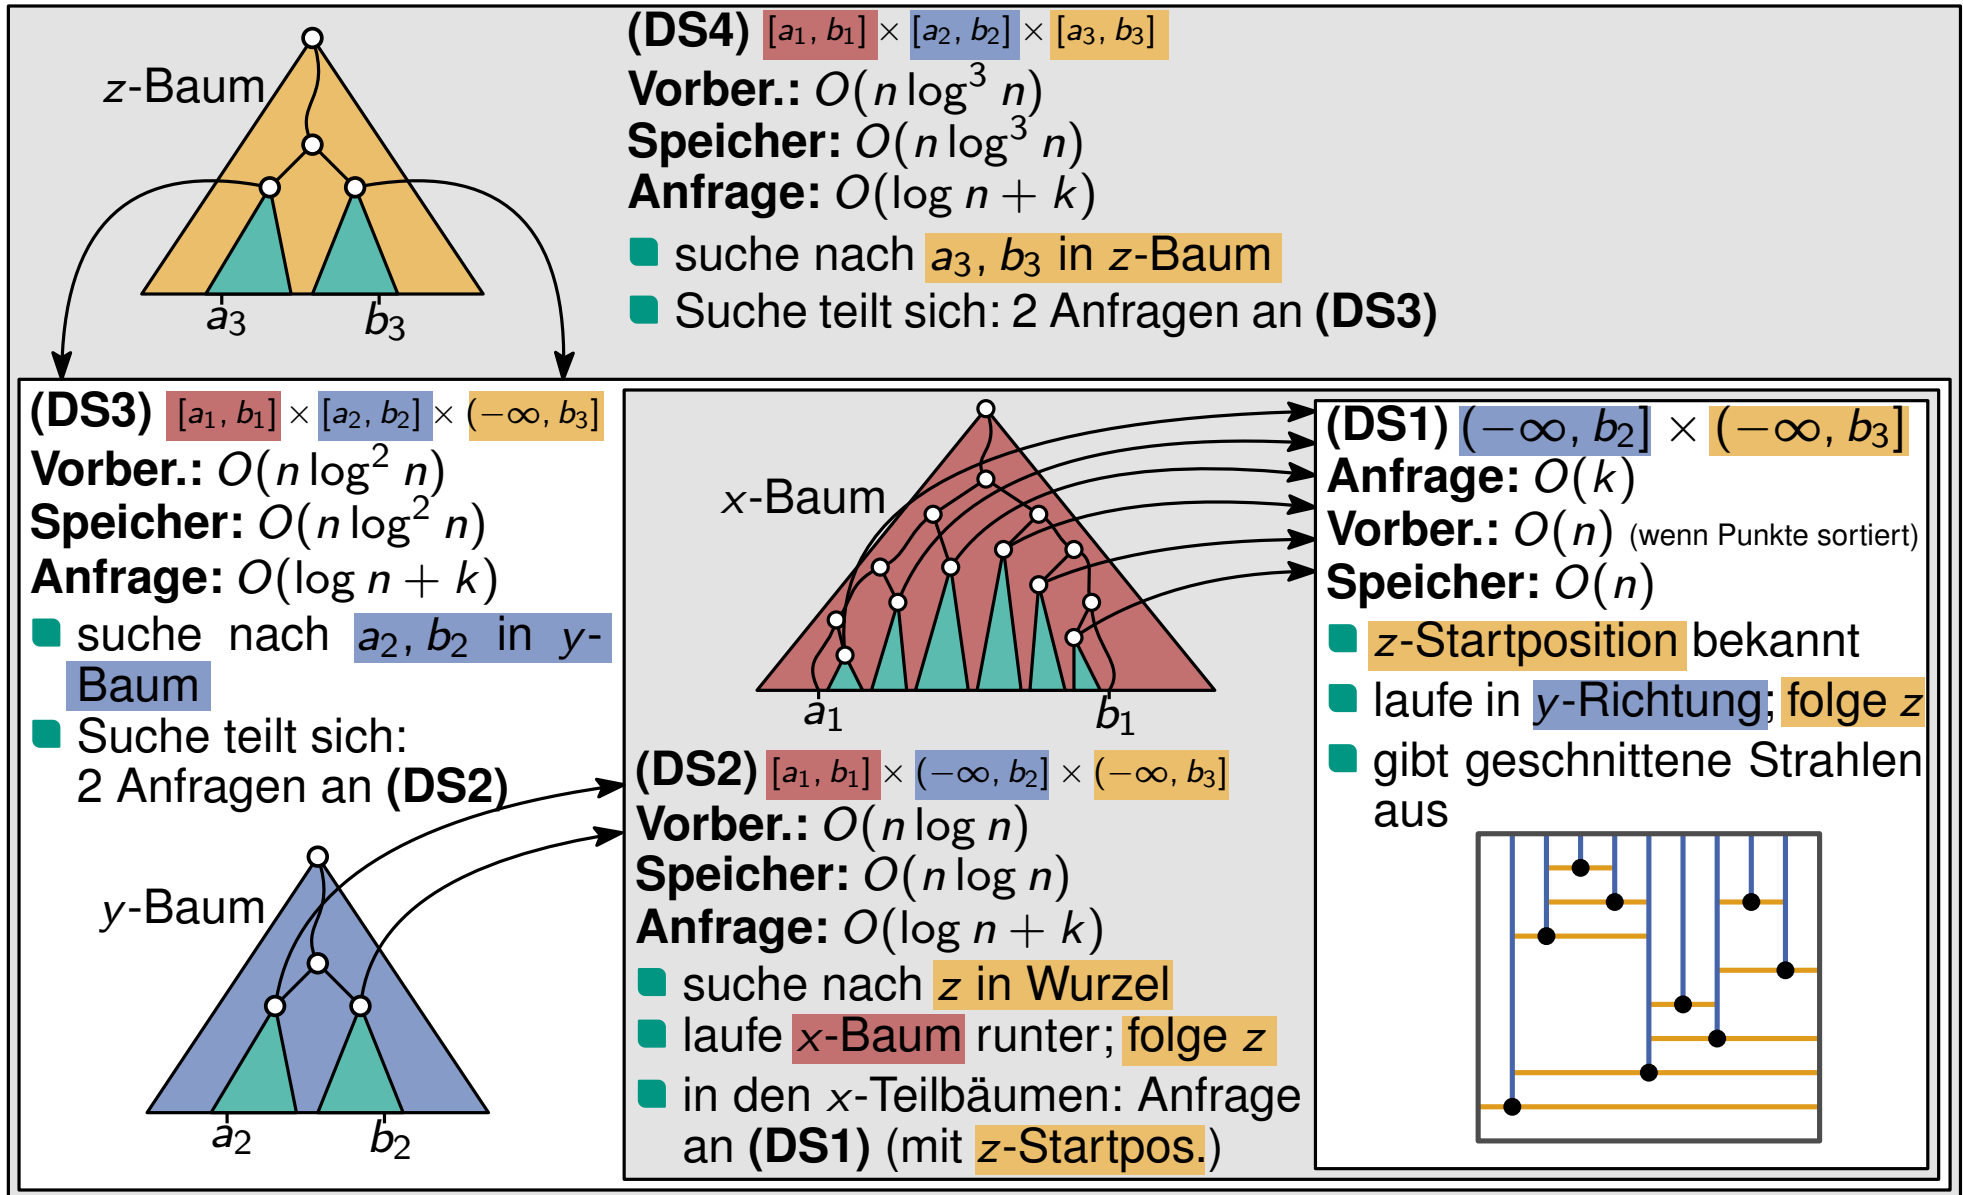 z-Baum
a₃
b₃
(DS4) [a₁, b₁] × [a₂, b₂] × [a₃, b₃]
Vorber.: O(n log³ n)
Speicher: O(n log³ n)
Anfrage: O(log n + k)
suche nach a₃, b₃ in z-Baum
Suche teilt sich: 2 Anfragen an (DS3)
(DS3) [a₁, b₁] × [a₂, b₂] × (−∞, b₃]
Vorber.: O(n log² n)
Speicher: O(n log² n)
Anfrage: O(log n + k)
suche nach a₂, b₂ in y-
Baum
Suche teilt sich:
2 Anfragen an (DS2)
y-Baum
a₂
b₂
x-Baum
a₁
b₁
(DS2) [a₁, b₁] × (−∞, b₂] × (−∞, b₃]
Vorber.: O(n log n)
Speicher: O(n log n)
Anfrage: O(log n + k)
suche nach z in Wurzel
laufe x-Baum runter; folge z
in den x-Teilbäumen: Anfrage
an (DS1) (mit z-Startpos.)
(DS1) (−∞, b₂] × (−∞, b₃]
Anfrage: O(k)
Vorber.: O(n) (wenn Punkte sortiert)
Speicher: O(n)
z-Startposition bekannt
laufe in y-Richtung; folge z
gibt geschnittene Strahlen
aus